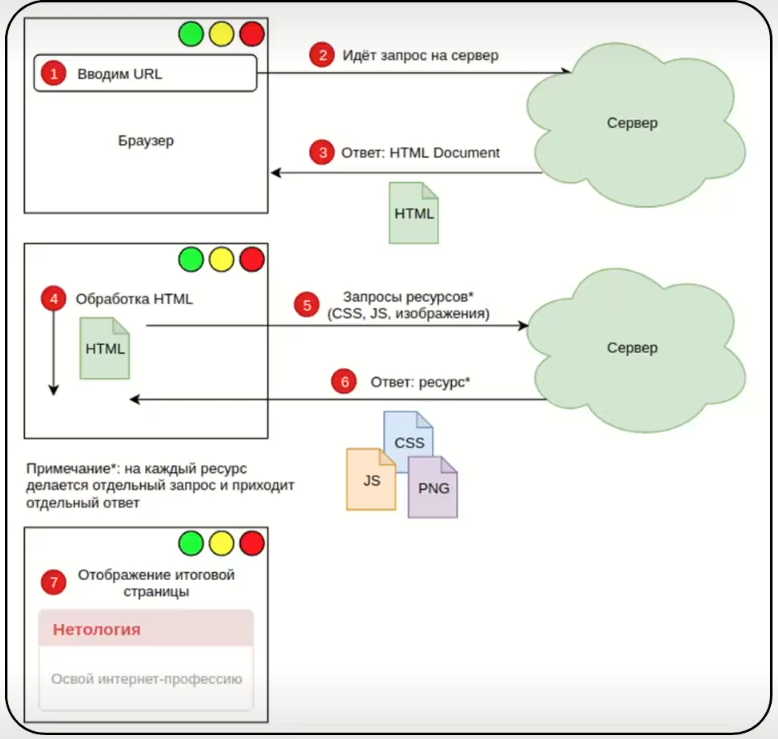 1 Вводим URL
2 Идёт запрос на сервер
Браузер
Сервер
3 Ответ: HTML Document
HTML
4 Обработка HTML
HTML
5 Запросы ресурсов*
(CSS, JS, изображения)
Сервер
6 Ответ: ресурс*
CSS
JS
PNG
Примечание*: на каждый ресурс
делается отдельный запрос и приходит
отдельный ответ
7 Отображение итоговой
страницы
Нетология
Освой интернет-профессию